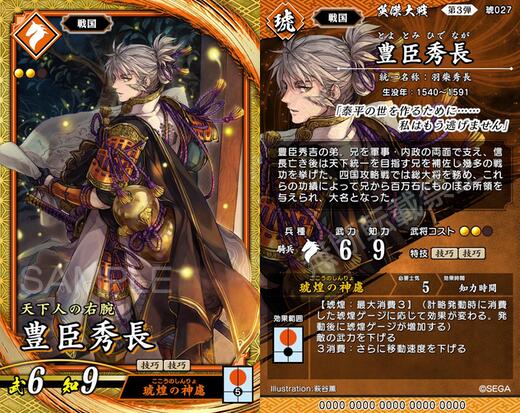 戦国
SAMPLE
天下人の右腕
豊臣秀長
技巧 技巧
武6 知9
こころうのしんりょ
琥煌の神慮
5
琥
戦国
英傑大戦
第3弾
琥027
とよ とみ ひで なが
豊臣秀長
統一名称：羽柴秀長
生没年：1540～1591
「泰平の世を作るために……
私はもう逃げません」
豊臣秀吉の弟。兄を軍事・内政の両面で支え、信
長亡き後は天下統一を目指す兄を補佐し幾多の戦
功を挙げた。四国攻略戦では総大将を務め、これ
らの功績によって兄から百万石にものぼる所領を
与えられ、大名となった。
兵種 武力 知力 武将コスト
騎兵 6 9
特技 技巧 技巧
こころうのしんりょ
琥煌の神慮
必要士気 5
効果時間 知力時間
効果範囲
【琥煌：最大消費3】（計略発動時に消費
した琥煌ゲージに応じて効果が変わる。発
動後に琥煌ゲージが増加する）
敵の武力を下げる
3消費：さらに移動速度を下げる
Illustration:萩谷薫
©SEGA
0000 0000 0000 0000 0000